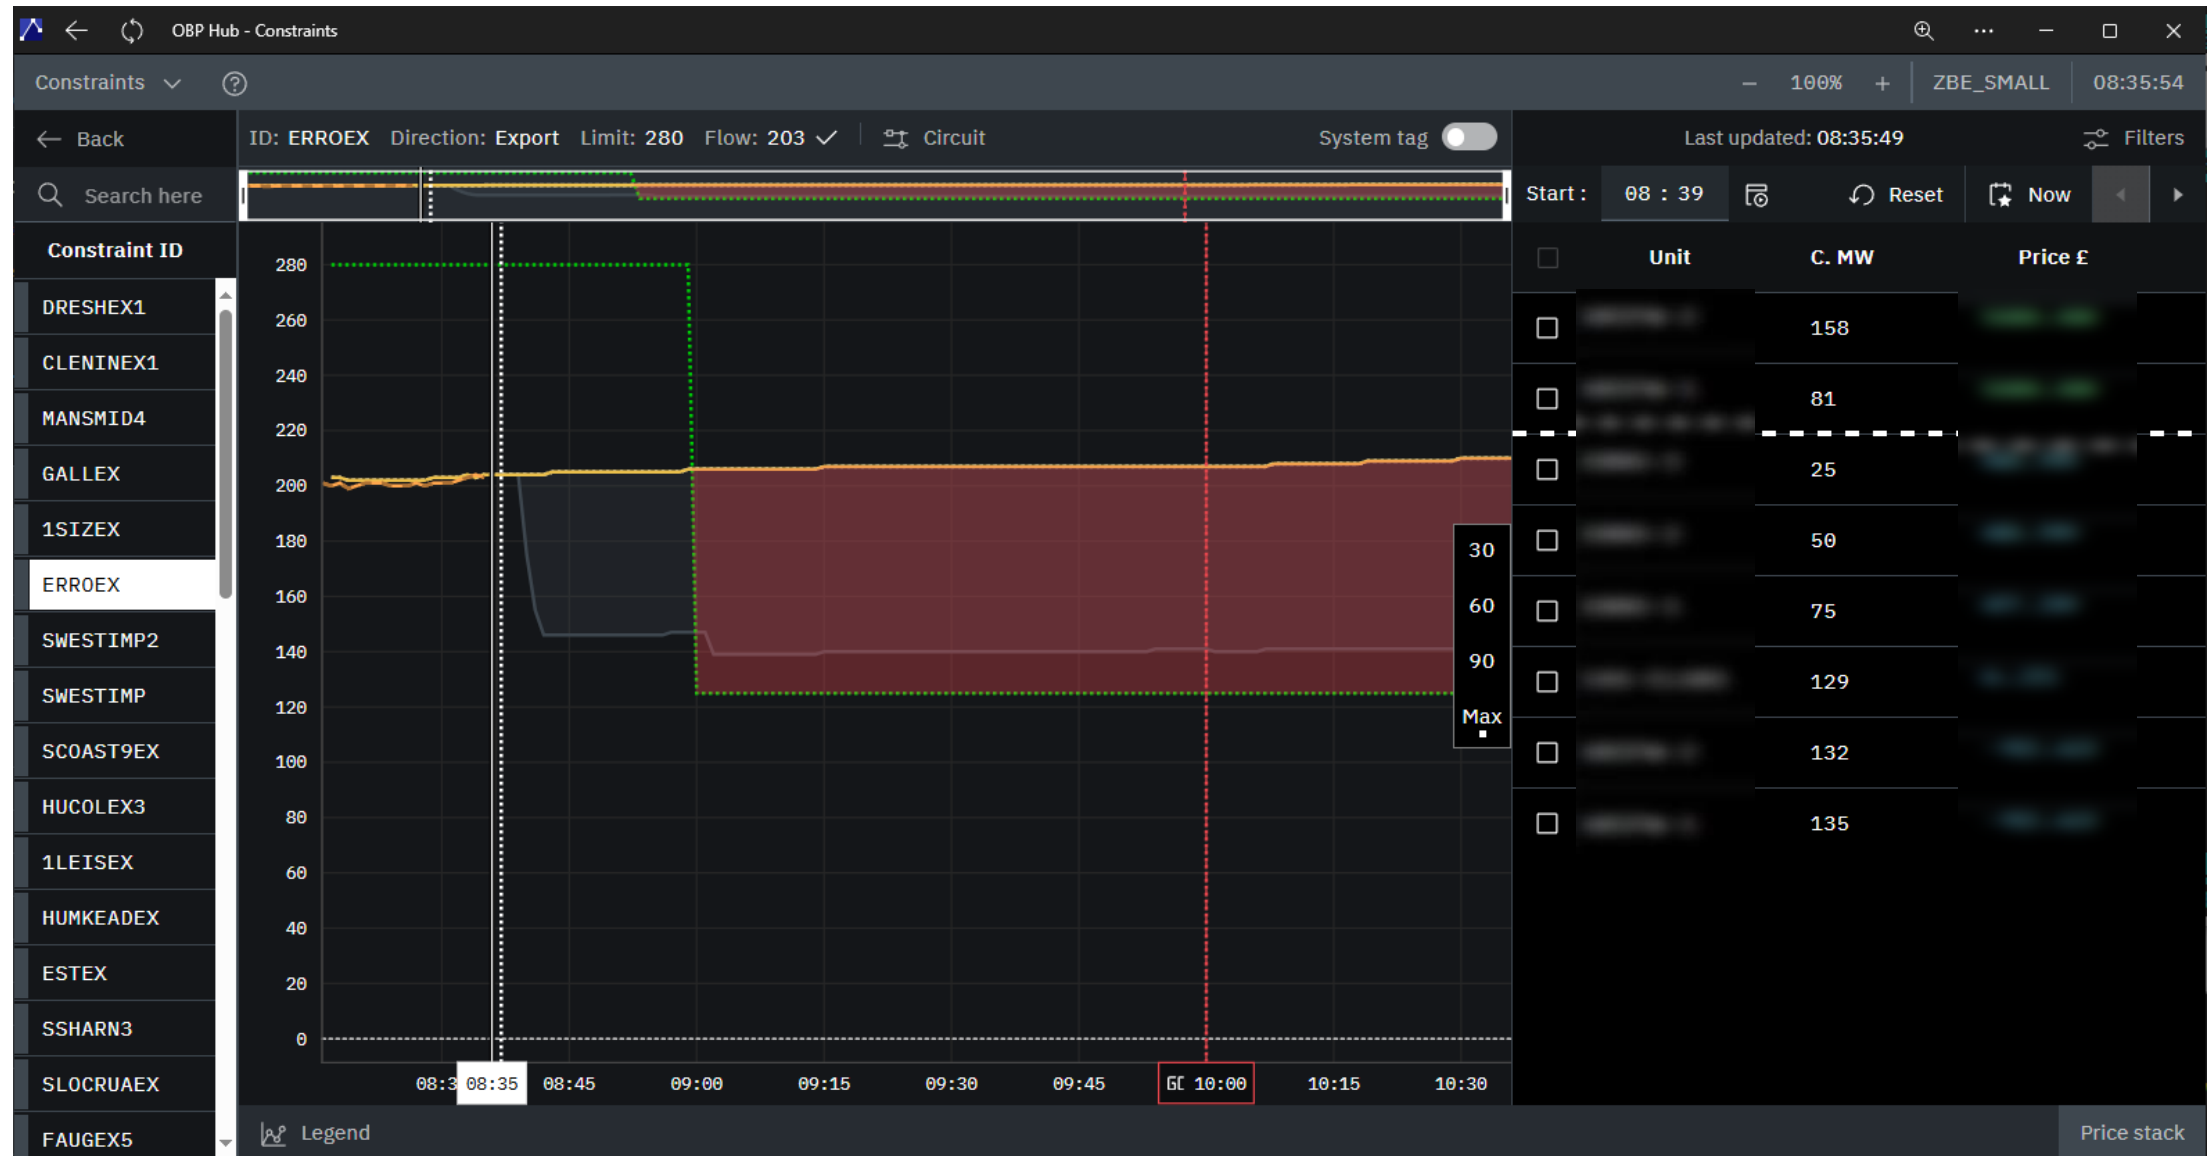 OBP Hub - Constraints
Constraints
100% ZBE_SMALL 08:35:54
Back
Search here
Constraint ID
DRESHEX1
CLENINEX1
MANSMID4
GALLEX
1SIZEX
ERROEX
SWESTIMP2
SWESTIMP
SCOAST9EX
HUCOLEX3
1LEISEX
HUMKEADEX
ESTEX
SSHARN3
SLOCRUAEX
FAUGEX5
ID: ERROEX Direction: Export Limit: 280 Flow: 203 Circuit System tag
280
260
240
220
200
180
160
140
120
100
80
60
40
20
0
30
60
90
Max
08:3 08:35 08:45 09:00 09:15 09:30 09:45 GC 10:00 10:15 10:30
Legend
Last updated: 08:35:49 Filters
Start: 08 : 39 Reset Now
Unit C. MW Price £
158
81
25
50
75
129
132
135
Price stack